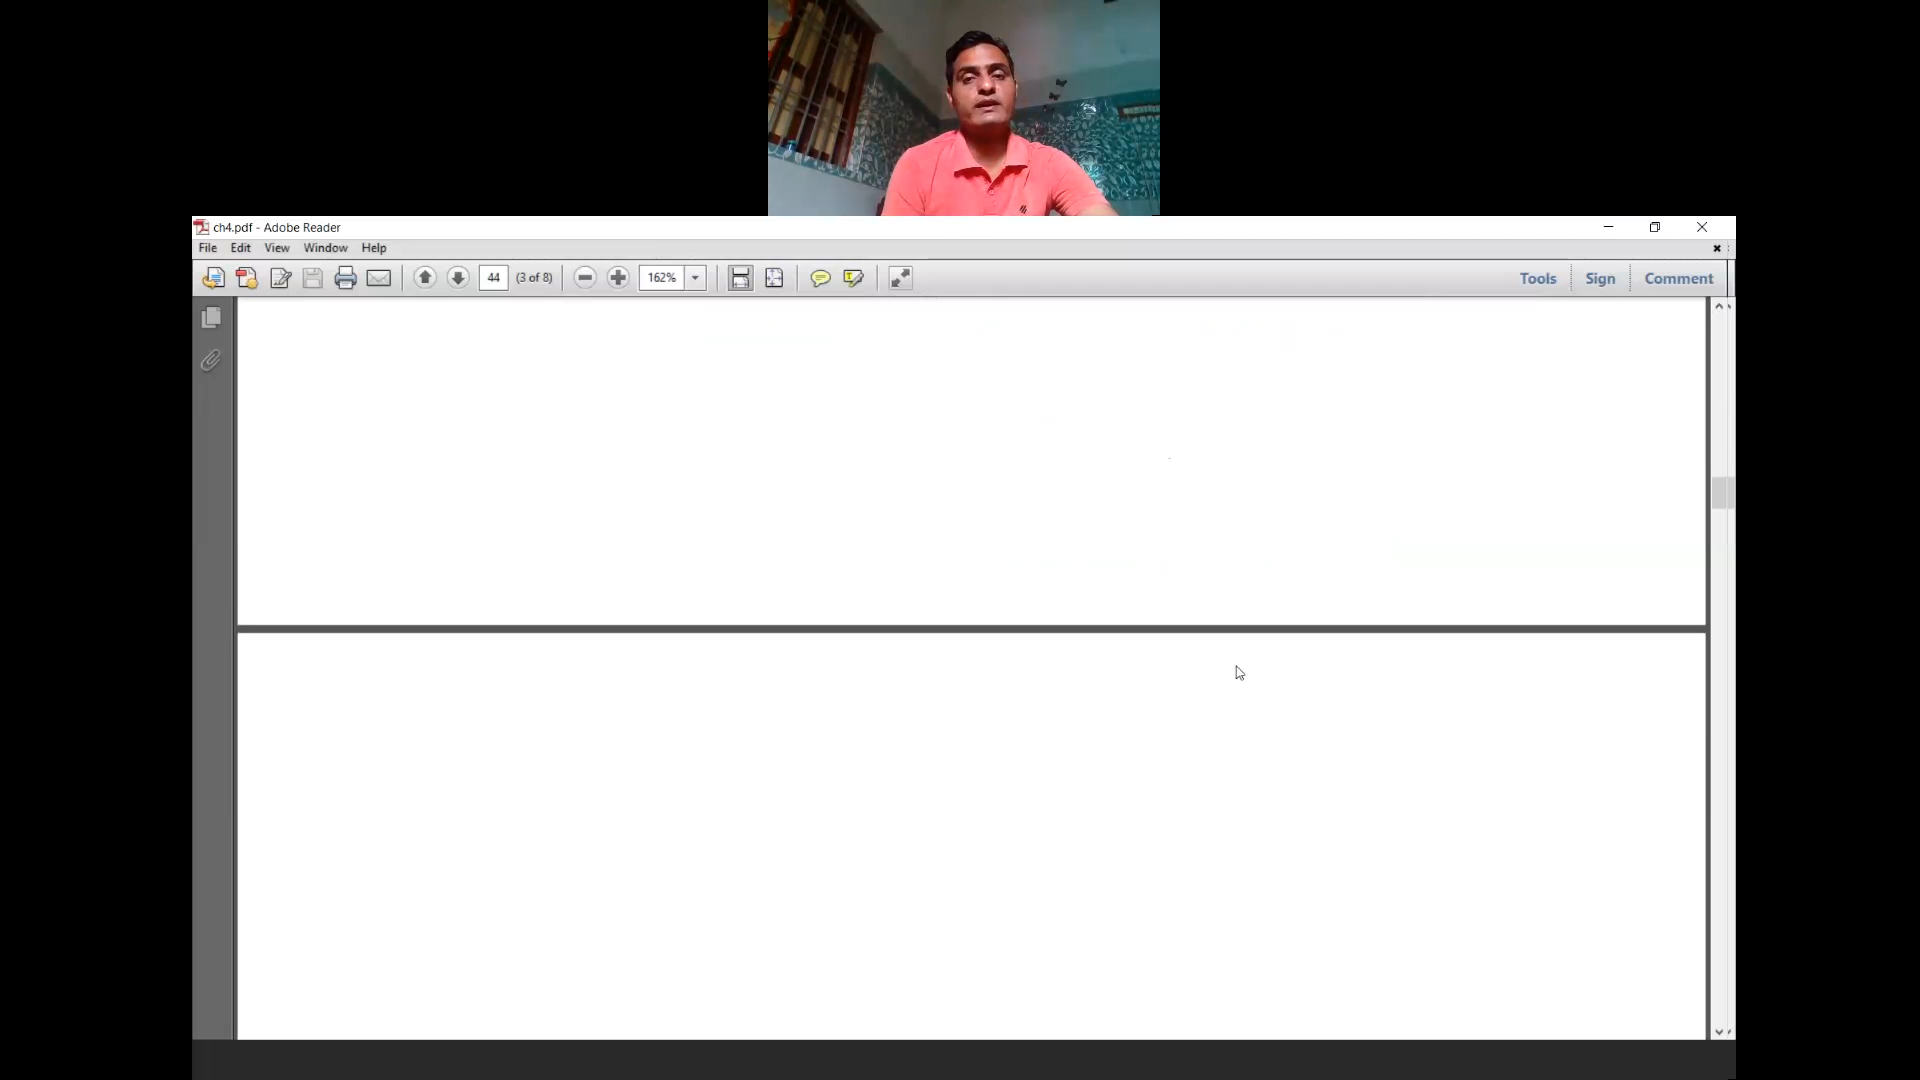 ch4.pdf - Adobe Reader
File Edit View Window Help
44 (3 of 8) 162% Tools Sign Comment